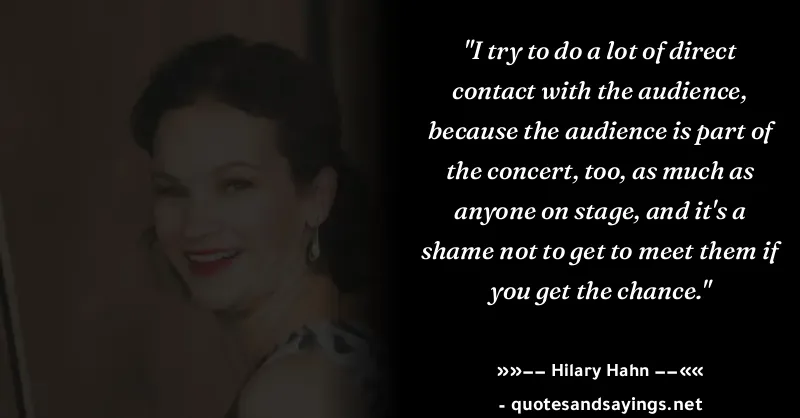 "I try to do a lot of direct
contact with the audience,
because the audience is part of
the concert, too, as much as
anyone on stage, and it's a
shame not to get to meet them if
you get the chance."
»»−− Hilary Hahn −−««
- quotesandsayings.net